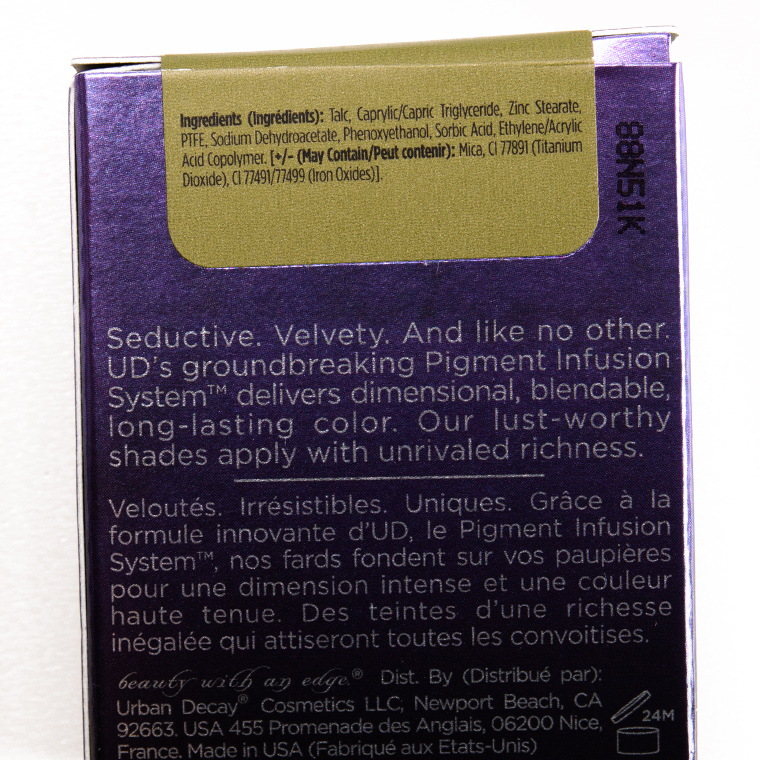 Ingredients (Ingrédients): Talc, Caprylic/Capric Triglyceride, Zinc Stearate,
PTFE, Sodium Dehydroacetate, Phenoxyethanol, Sorbic Acid, Ethylene/Acrylic
Acid Copolymer. [+/- (May Contain/Peut contenir): Mica, CI 77891 (Titanium
Dioxide), CI 77491/77499 (Iron Oxides)].
88N51K
Seductive. Velvety. And like no other.
UD's groundbreaking Pigment Infusion
System™ delivers dimensional, blendable,
long-lasting color. Our lust-worthy
shades apply with unrivaled richness.
Veloutés. Irrésistibles. Uniques. Grâce à la
formule innovante d'UD, le Pigment Infusion
System™, nos fards fondent sur vos paupières
pour une dimension intense et une couleur
haute tenue. Des teintes d'une richesse
inégalée qui attiseront toutes les convoitises.
beauty with an edge.® Dist. By (Distribué par):
Urban Decay® Cosmetics LLC, Newport Beach, CA
92663. USA 455 Promenade des Anglais, 06200 Nice,
France. Made in USA (Fabriqué aux Etats-Unis)
24M